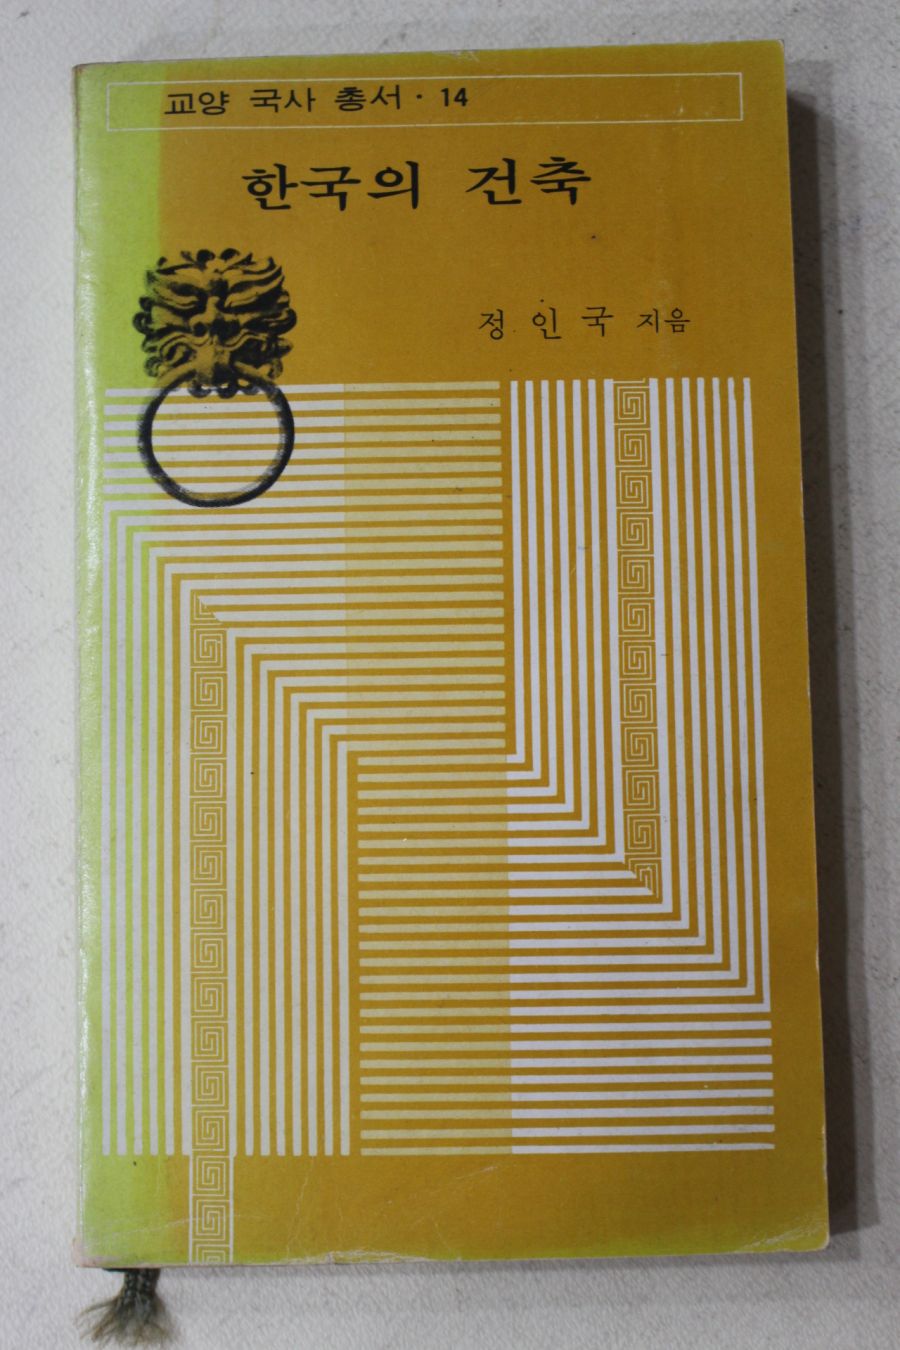 교양 국사 총서 · 14
한국의 건축
정 인 국 지음